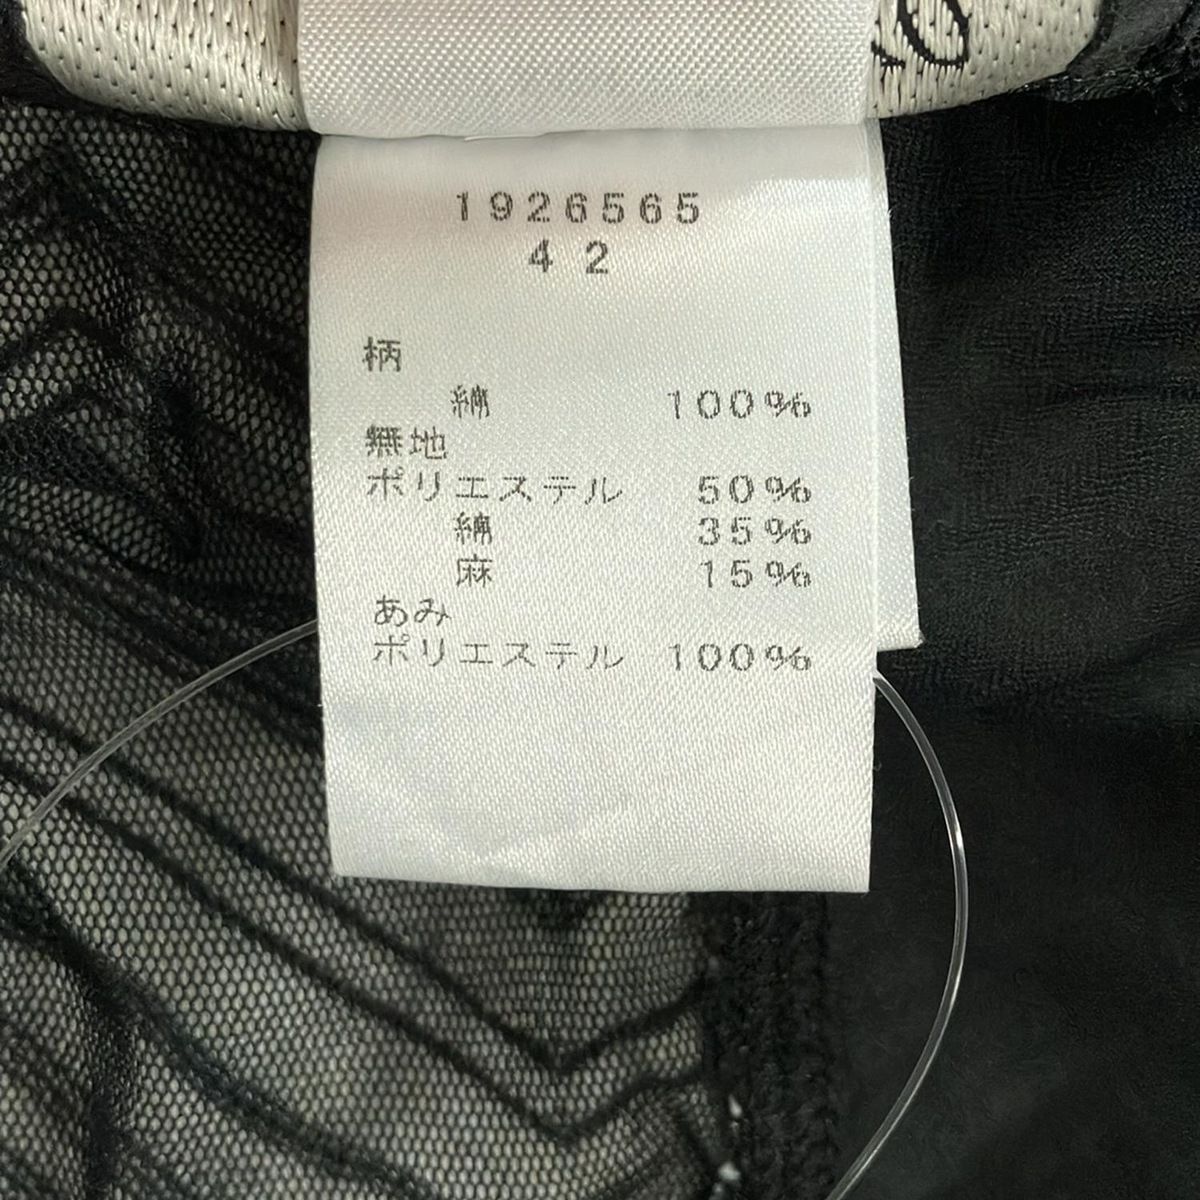 1926565
42
柄
綿 100%
無地
ポリエステル 50%
綿 35%
麻 15%
あみ
ポリエステル 100%